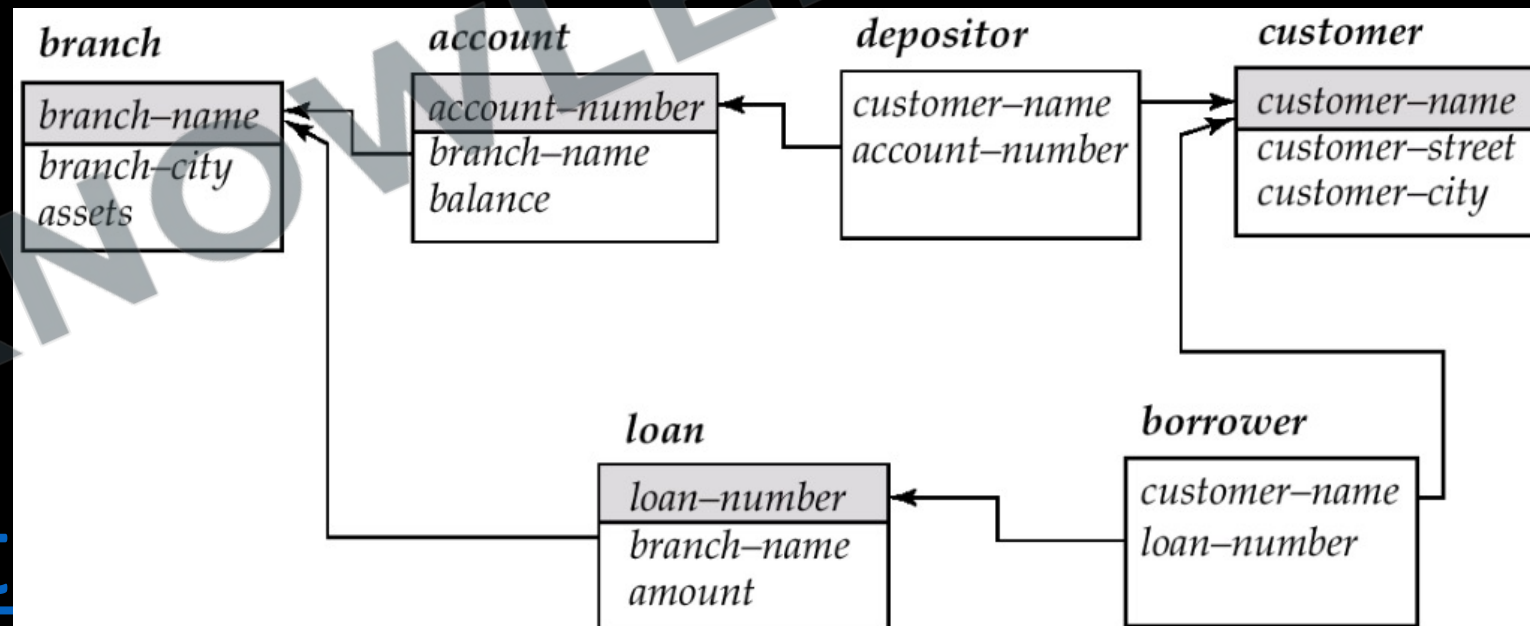 branch
branch–name
branch–city
assets
account
account–number
branch–name
balance
depositor
customer–name
account–number
customer
customer–name
customer–street
customer–city
loan
loan–number
branch–name
amount
borrower
customer–name
loan–number